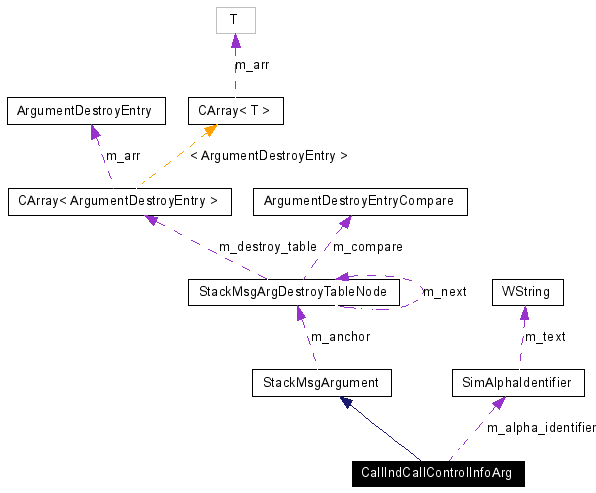 T
m_arr
ArgumentDestroyEntry
CArray< T >
m_arr
< ArgumentDestroyEntry >
CArray< ArgumentDestroyEntry >
ArgumentDestroyEntryCompare
m_destroy_table
m_compare
StackMsgArgDestroyTableNode
m_next
WString
m_anchor
m_text
StackMsgArgument
SimAlphaIdentifier
m_alpha_identifier
CallIndCallControlInfoArg